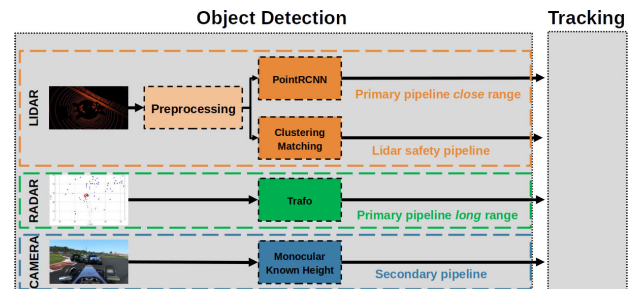 Object Detection
Tracking
LIDAR
Preprocessing
PointRCNN
Primary pipeline close range
Clustering
Matching
Lidar safety pipeline
RADAR
Trafo
Primary pipeline long range
CAMERA
Monocular
Known Height
Secondary pipeline